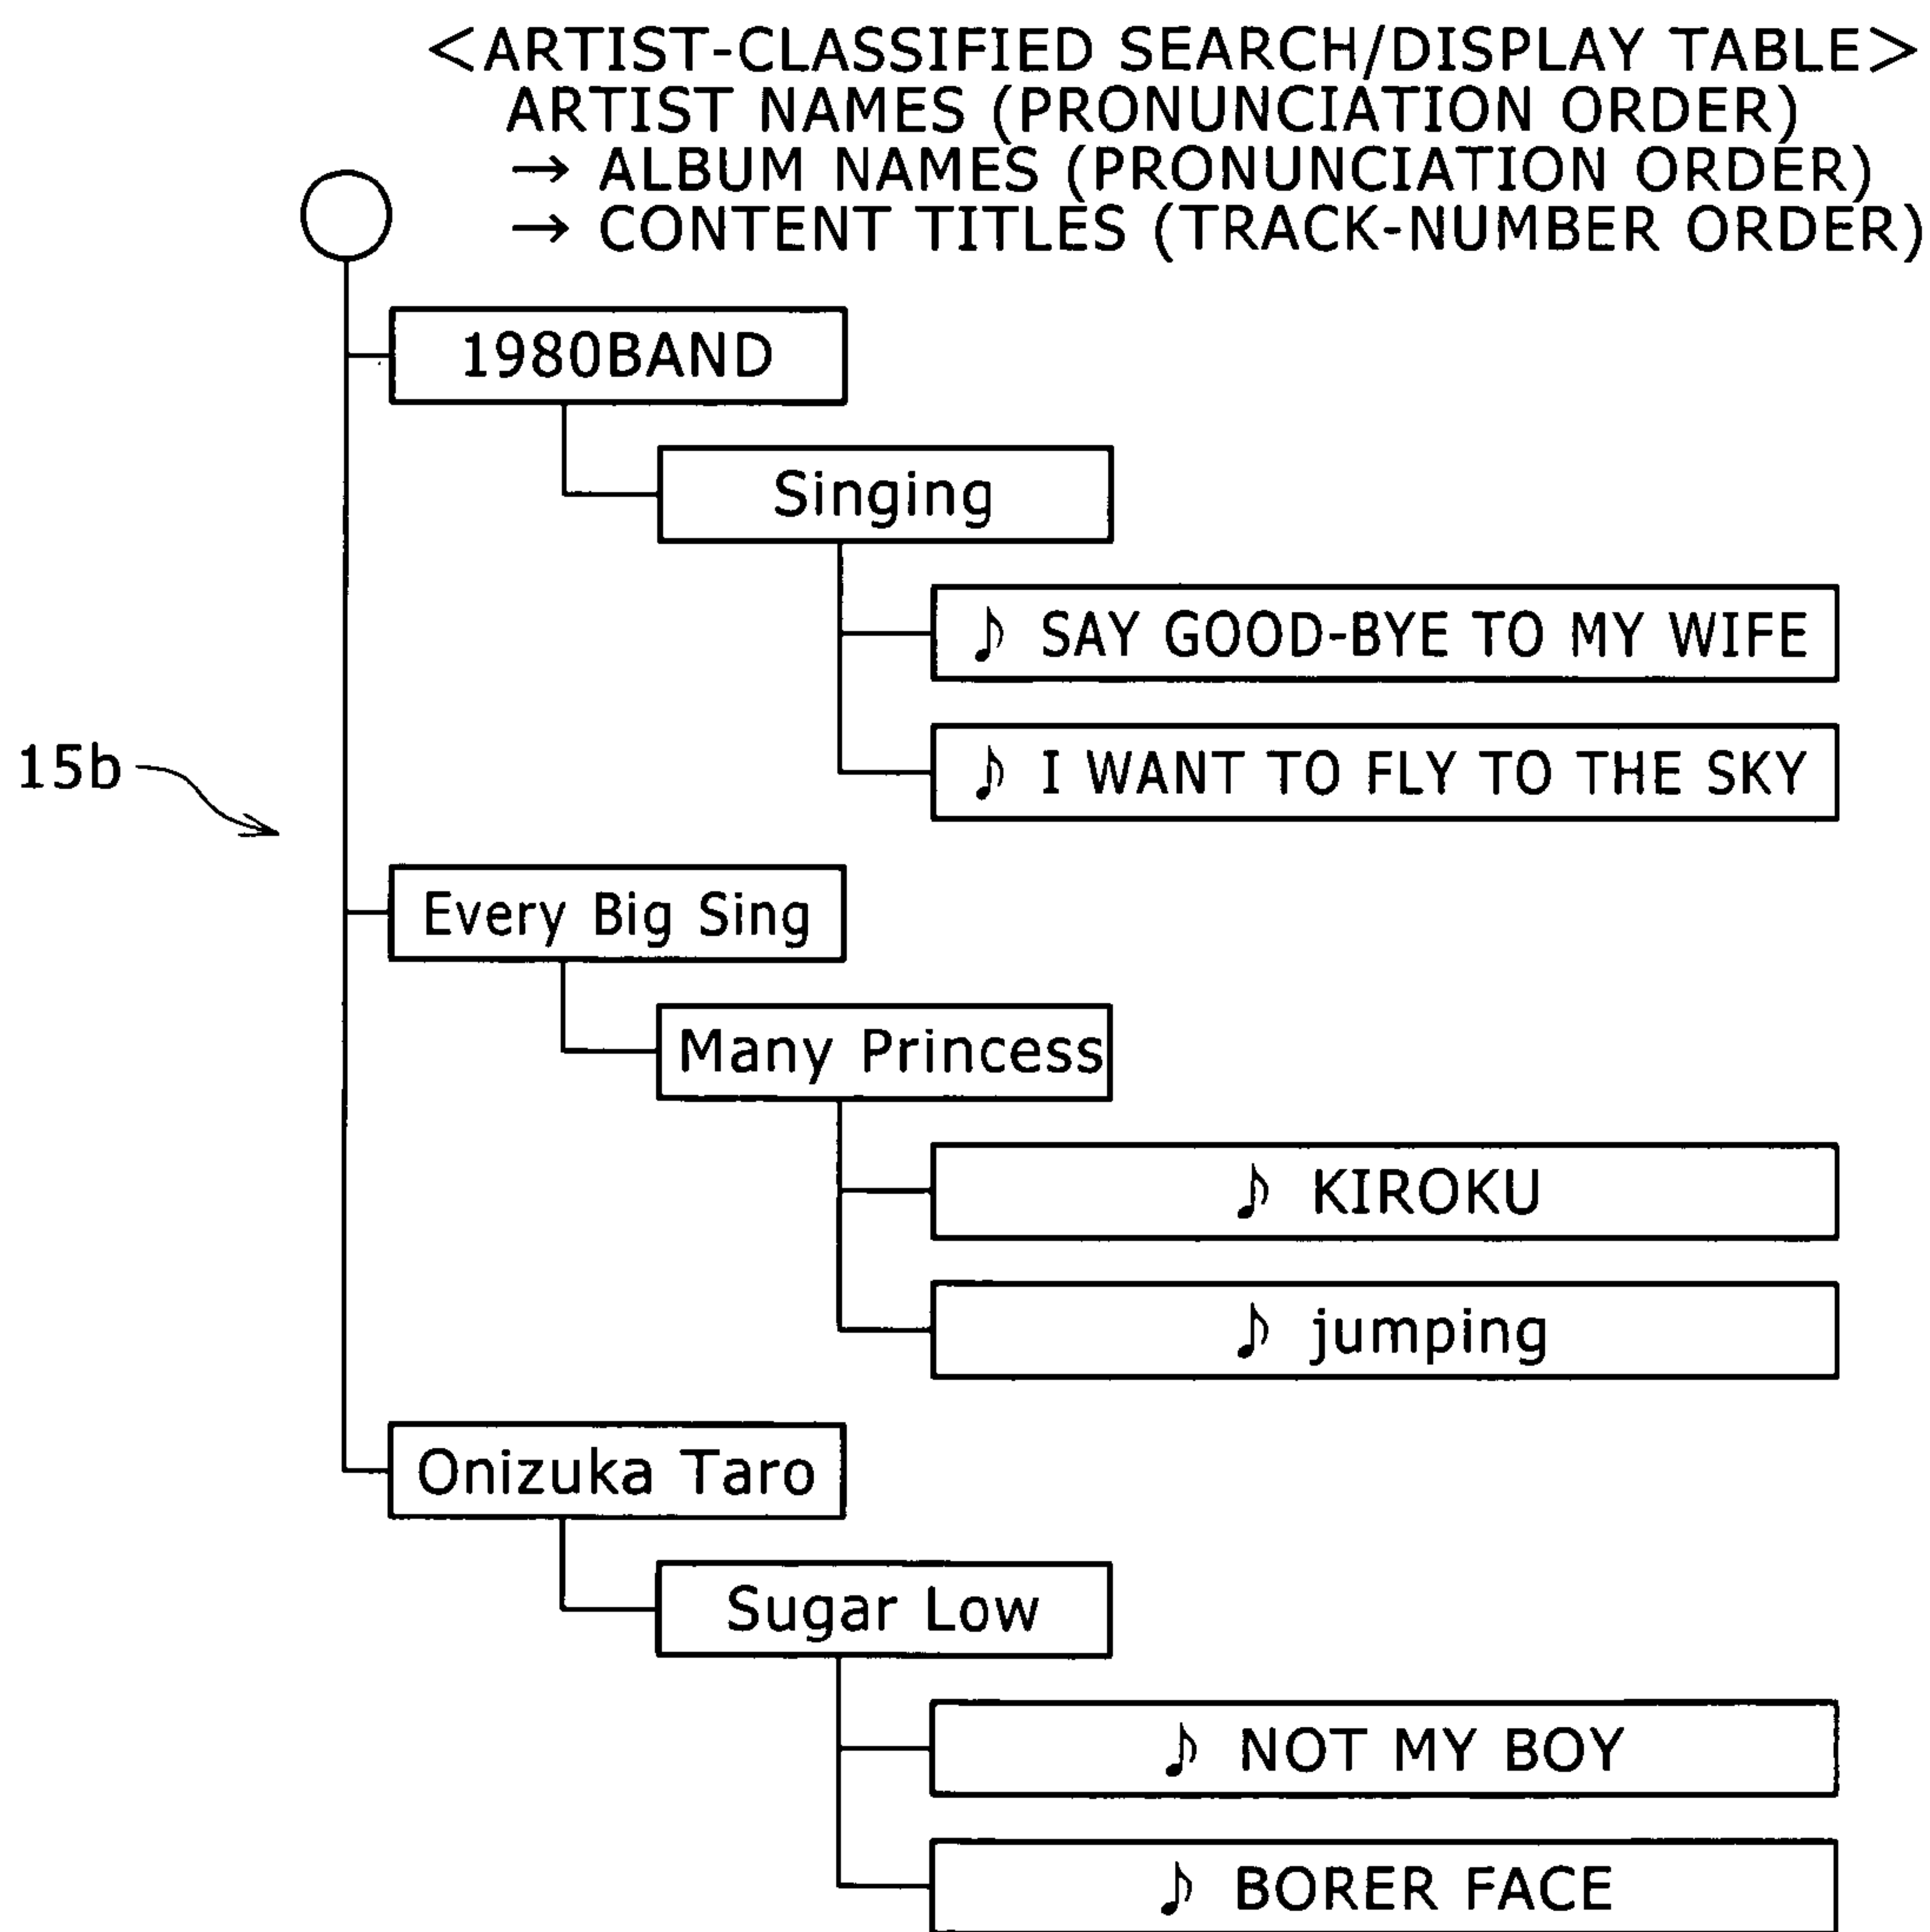 <ARTIST-CLASSIFIED SEARCH/DISPLAY TABLE>
ARTIST NAMES (PRONUNCIATION ORDER)
→ ALBUM NAMES (PRONUNCIATION ORDER)
→ CONTENT TITLES (TRACK-NUMBER ORDER)
1980BAND
Singing
♪ SAY GOOD-BYE TO MY WIFE
♪ I WANT TO FLY TO THE SKY
15b
Every Big Sing
Many Princess
♪ KIROKU
♪ jumping
Onizuka Taro
Sugar Low
♪ NOT MY BOY
♪ BORER FACE